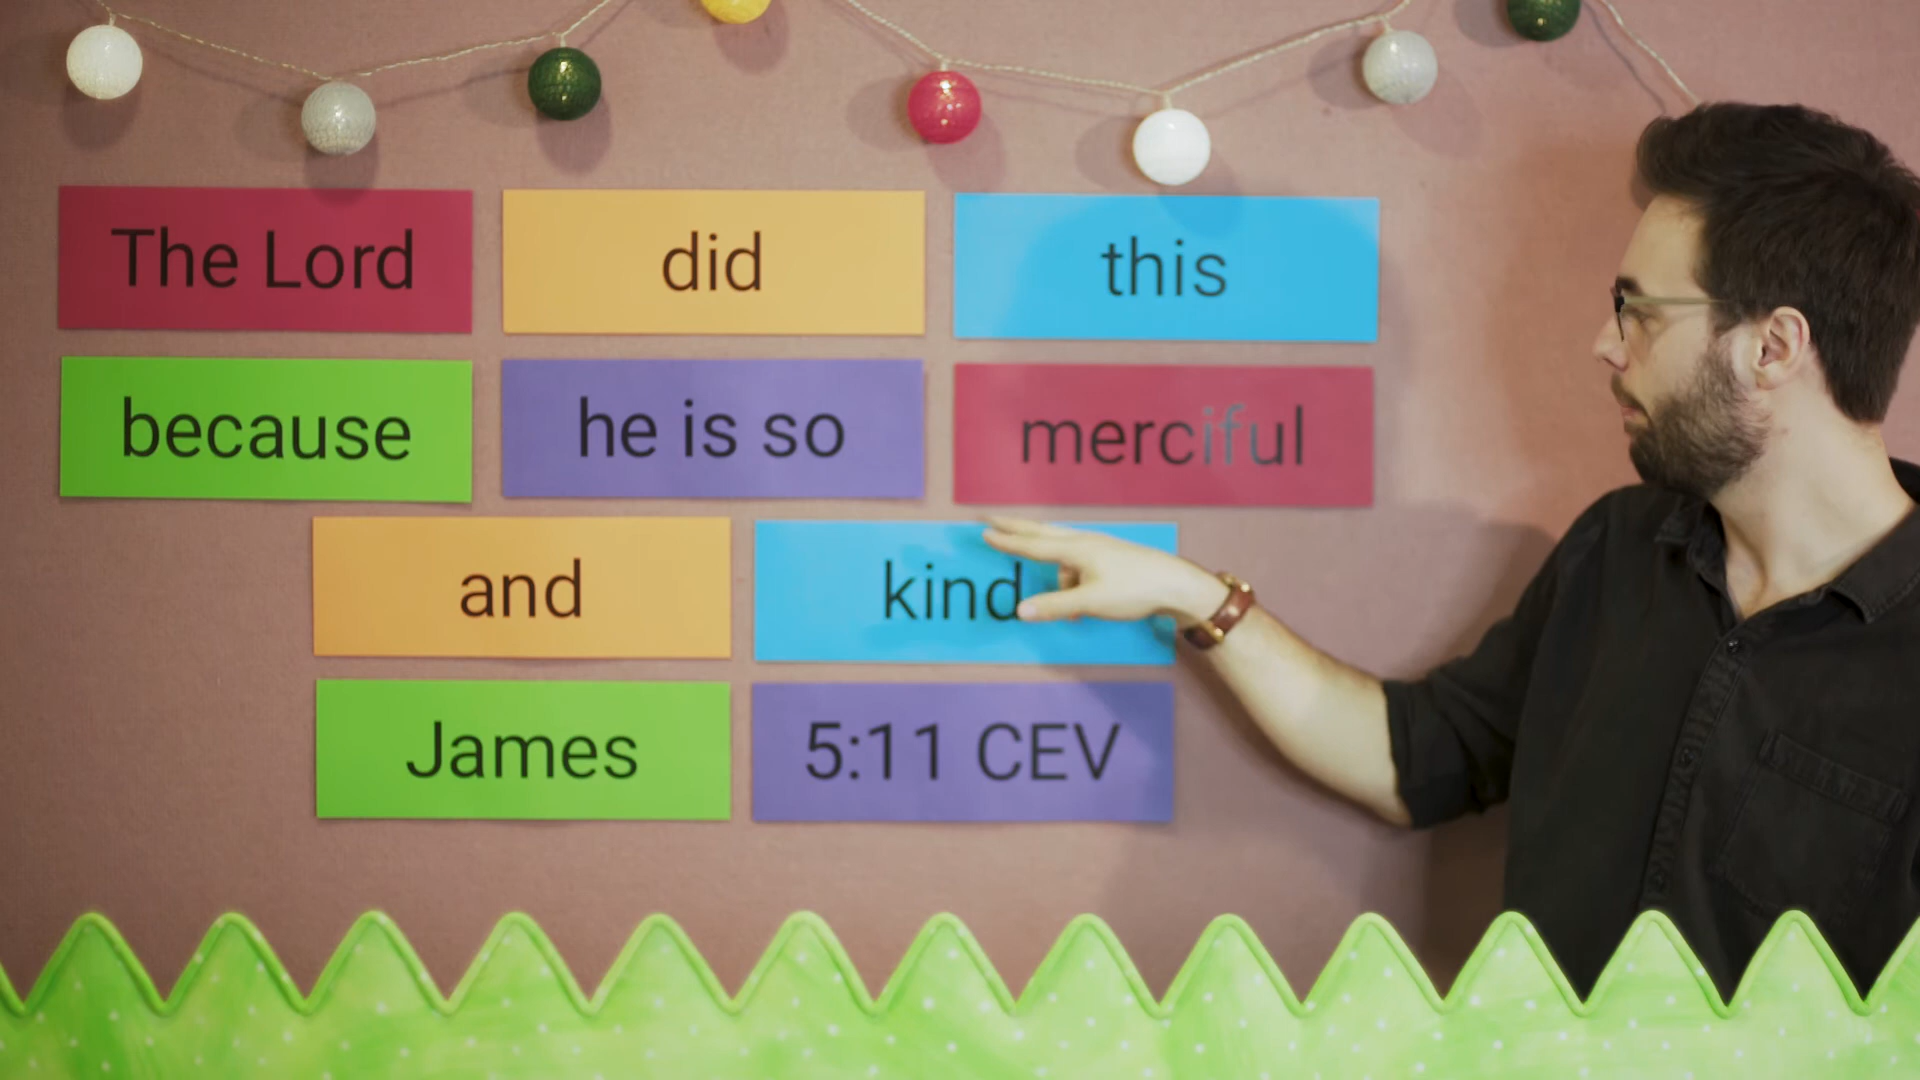 The Lord did this
because he is so merciful
and kind
James 5:11 CEV